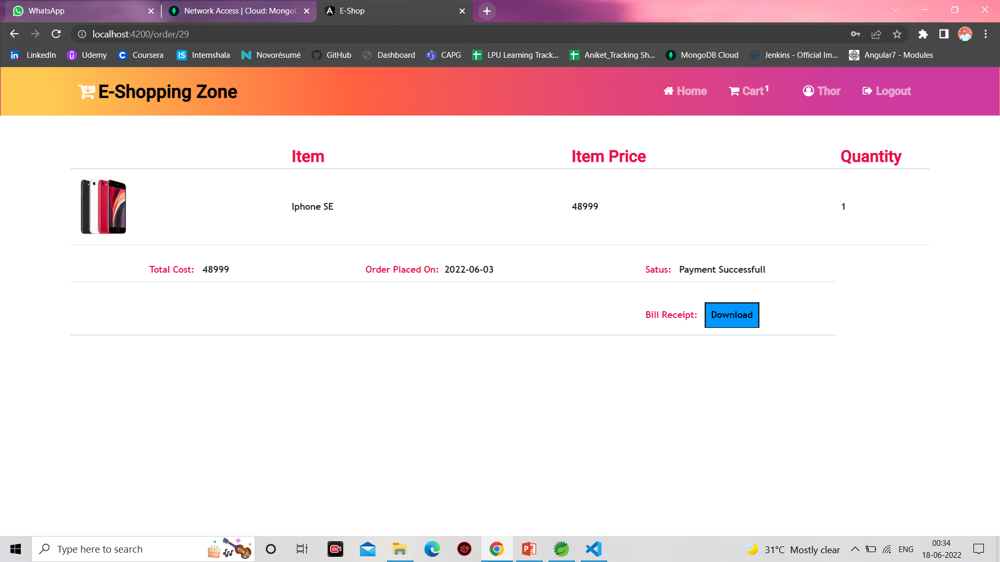 WhatsApp
Network Access | Cloud: MongoD
E-Shop
localhost:4200/order/29
LinkedIn Udemy Coursera Internshala Novorésumé GitHub Dashboard CAPG LPU Learning Track... Aniket_Tracking Sh... MongoDB Cloud Jenkins - Official Im... Angular7 - Modules
E-Shopping Zone Home Cart 1 Thor Logout
Item Item Price Quantity
Iphone SE 48999 1
Total Cost: 48999 Order Placed On: 2022-06-03 Satus: Payment Successfull
Bill Receipt: Download
Type here to search
31°C Mostly clear ENG
00:34
18-06-2022